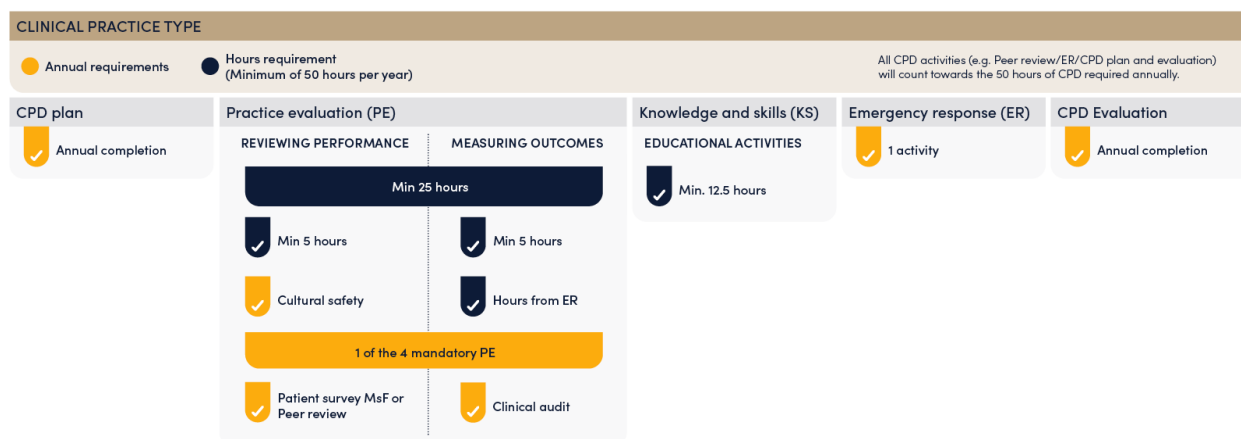 CLINICAL PRACTICE TYPE
Annual requirements
Hours requirement
(Minimum of 50 hours per year)
All CPD activities (e.g. Peer review/ER/CPD plan and evaluation)
will count towards the 50 hours of CPD required annually.
CPD plan
Annual completion
Practice evaluation (PE)
REVIEWING PERFORMANCE
MEASURING OUTCOMES
Min 25 hours
Min 5 hours
Min 5 hours
Cultural safety
Hours from ER
1 of the 4 mandatory PE
Patient survey MsF or
Peer review
Clinical audit
Knowledge and skills (KS)
EDUCATIONAL ACTIVITIES
Min. 12.5 hours
Emergency response (ER)
1 activity
CPD Evaluation
Annual completion